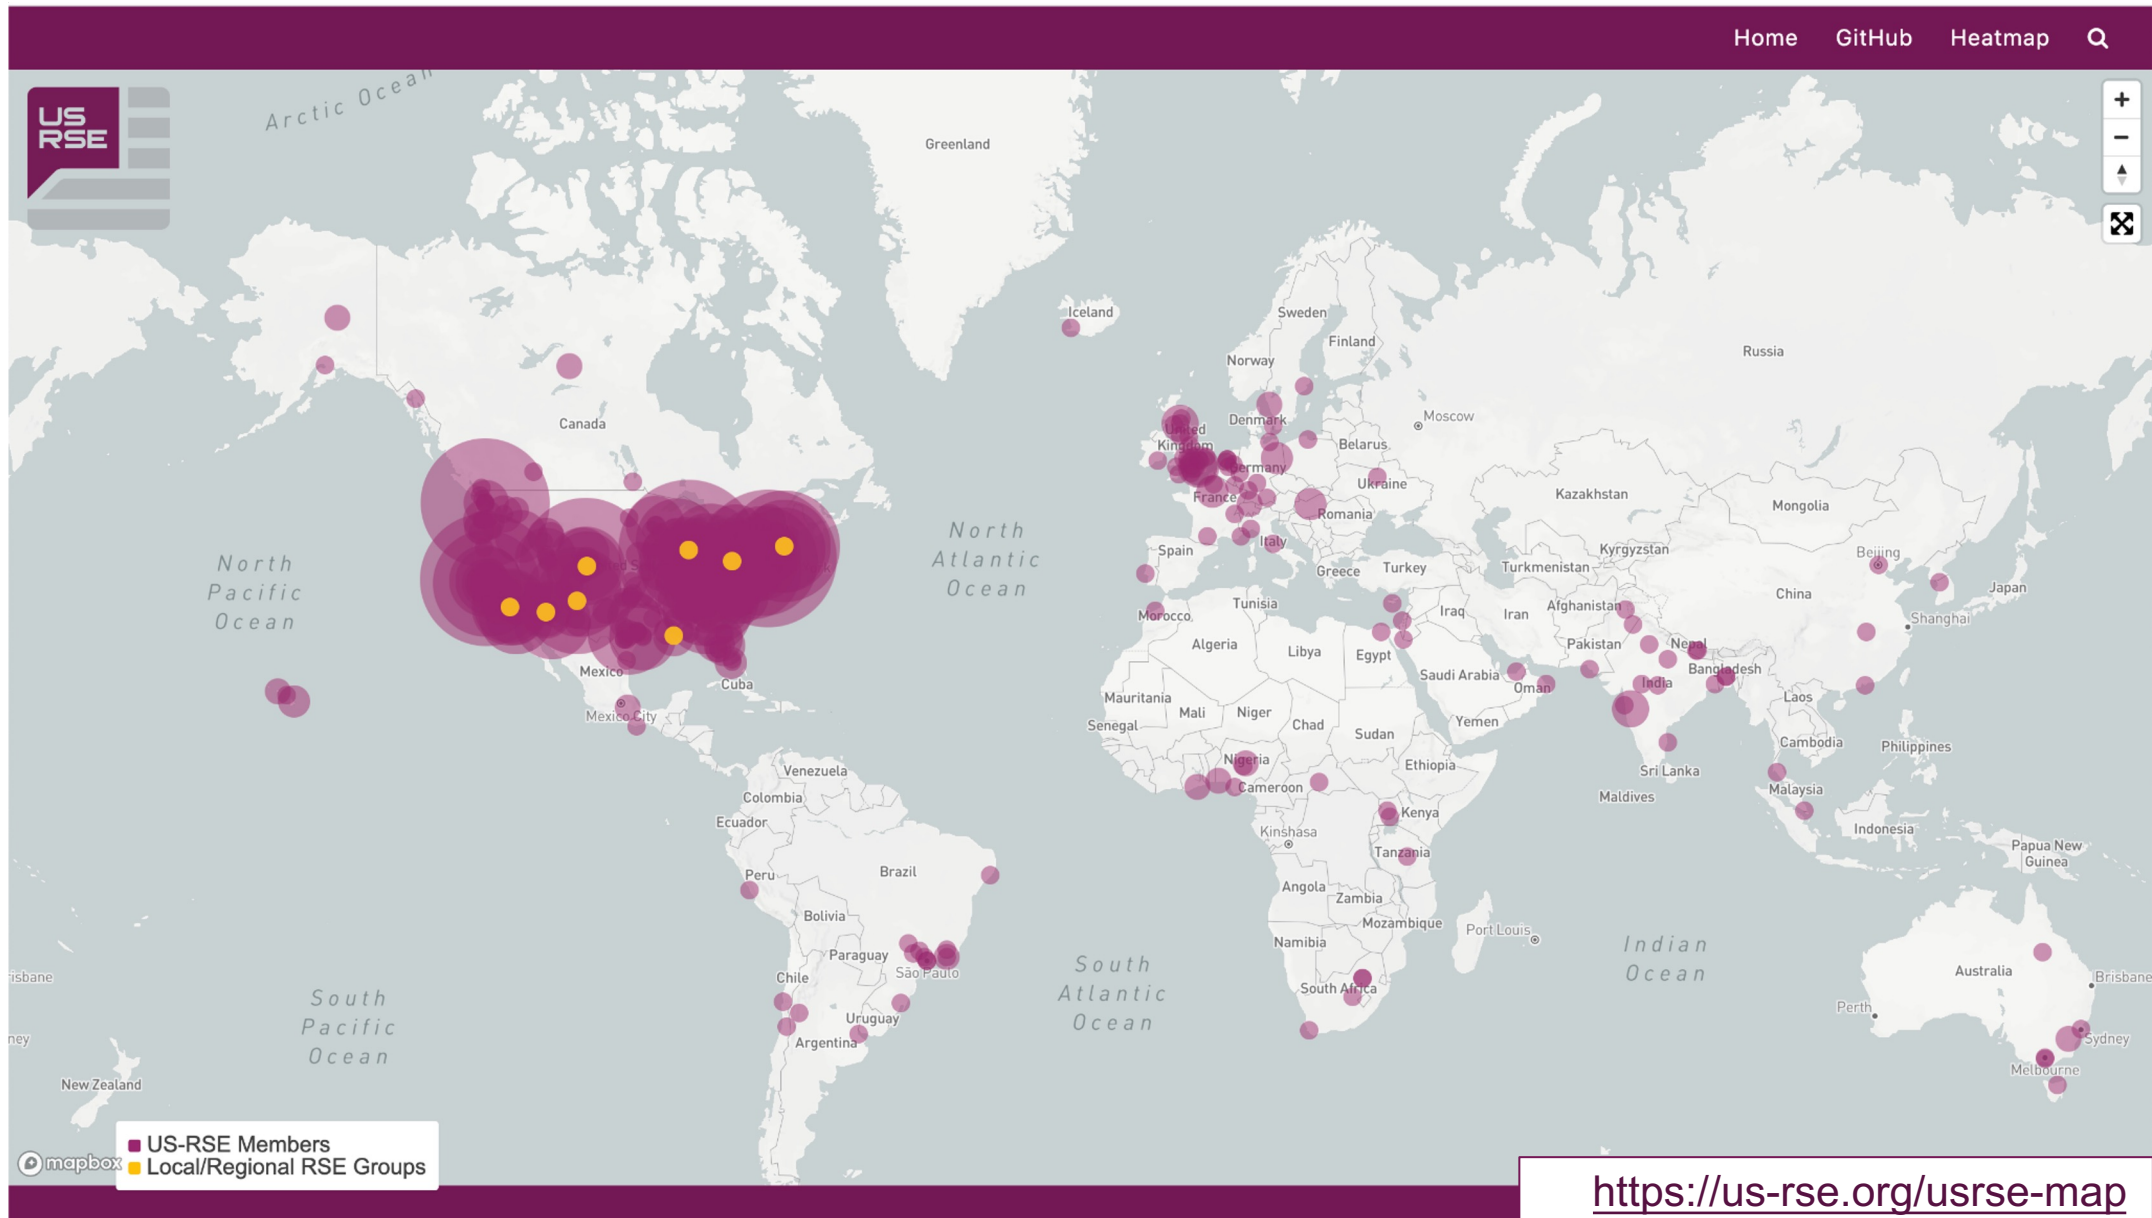 Home
GitHub
Heatmap
US
RSE
Arctic Ocean
Greenland
Iceland
Sweden
Finland
Norway
Russia
Canada
Denmark
Moscow
United
Kingdom
Belarus
Germany
Ukraine
France
Kazakhstan
Mongolia
Romania
North
Pacific
Ocean
North
Atlantic
Ocean
Spain
Italy
Greece
Turkey
Kyrgyzstan
Turkmenistan
Beijing
Japan
China
Tunisia
Morocco
Iraq
Iran
Afghanistan
Shanghai
Algeria
Libya
Egypt
Pakistan
Nepal
Bangladesh
Mexico
Cuba
Saudi Arabia
Oman
India
Mexico City
Mauritania
Mali
Niger
Chad
Laos
Senegal
Sudan
Yemen
Cambodia
Philippines
Venezuela
Nigeria
Ethiopia
Sri Lanka
Colombia
Cameroon
Maldives
Malaysia
Ecuador
Kenya
Kinshasa
Indonesia
Tanzania
Papua New
Guinea
Peru
Brazil
Angola
Zambia
Bolivia
Mozambique
Port Louis
Namibia
Indian
Ocean
Paraguay
São Paulo
South
Atlantic
Ocean
Chile
South Africa
Australia
isbane
Brisbane
South
Pacific
Ocean
Uruguay
Perth
ney
Argentina
Sydney
Melbourne
New Zealand
US-RSE Members
Local/Regional RSE Groups
mapbox
https://us-rse.org/usrse-map